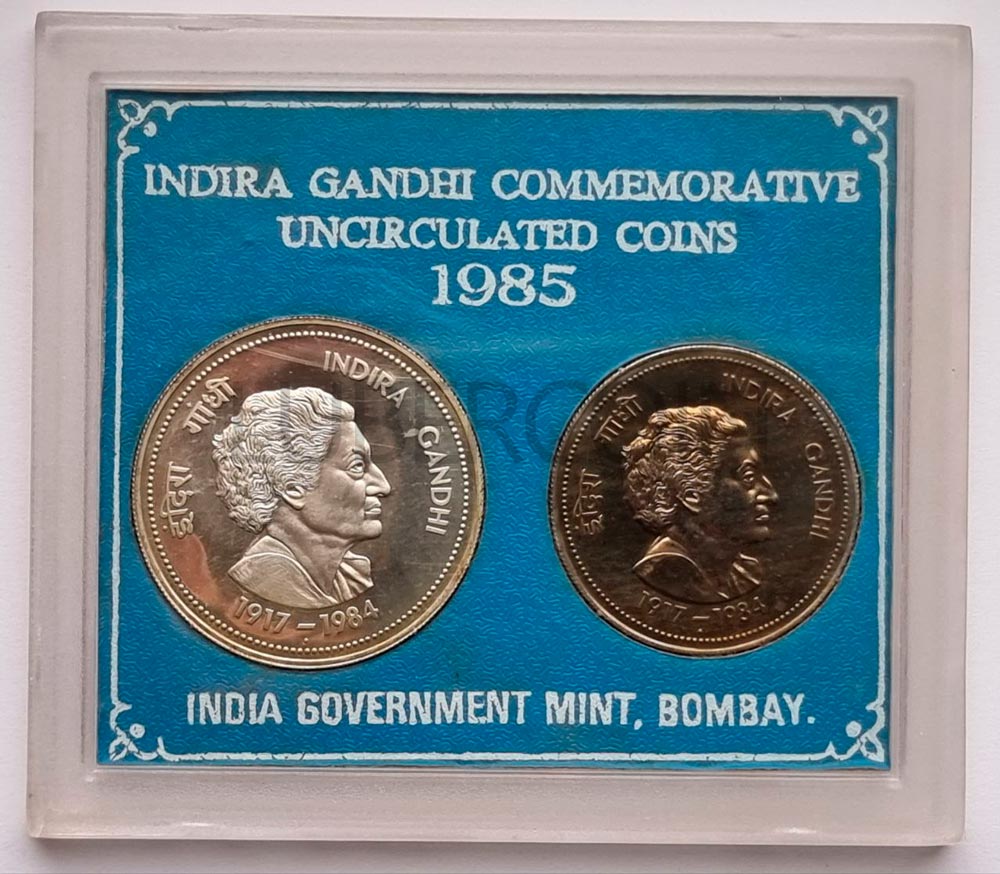 INDIRA GANDHI COMMEMORATIVE
UNCIRCULATED COINS
1985
इंदिरा गांधी
INDIRA GANDHI
1917 – 1984
इंदिरा गांधी
INDIRA GANDHI
1917 – 1984
INDIA GOVERNMENT MINT, BOMBAY.